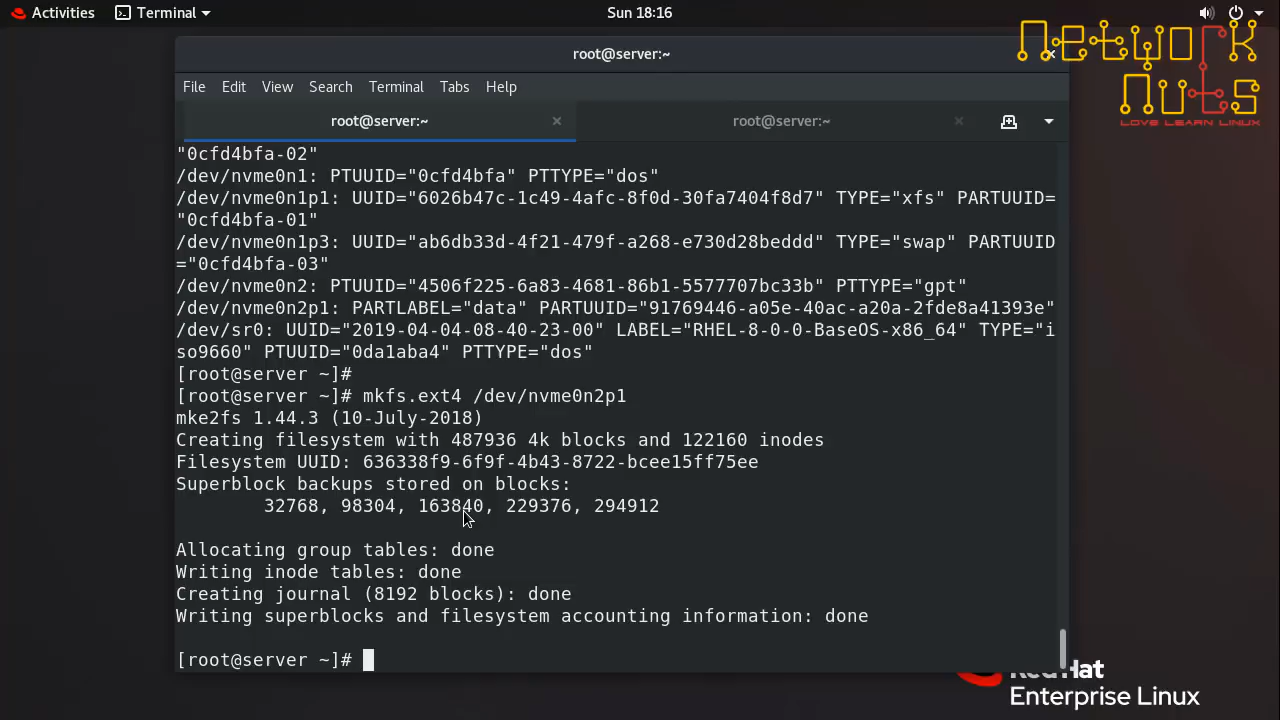 Activities Terminal Sun 18:16
Network
Nuts
LOVE LEARN LINUX
root@server:~
File Edit View Search Terminal Tabs Help
root@server:~ × root@server:~ ×
"0cfd4bfa-02"
/dev/nvme0n1: PTUUID="0cfd4bfa" PTTYPE="dos"
/dev/nvme0n1p1: UUID="6026b47c-1c49-4afc-8f0d-30fa7404f8d7" TYPE="xfs" PARTUUID=
"0cfd4bfa-01"
/dev/nvme0n1p3: UUID="ab6db33d-4f21-479f-a268-e730d28beddd" TYPE="swap" PARTUUID
="0cfd4bfa-03"
/dev/nvme0n2: PTUUID="4506f225-6a83-4681-86b1-5577707bc33b" PTTYPE="gpt"
/dev/nvme0n2p1: PARTLABEL="data" PARTUUID="91769446-a05e-40ac-a20a-2fde8a41393e"
/dev/sr0: UUID="2019-04-04-08-40-23-00" LABEL="RHEL-8-0-0-BaseOS-x86_64" TYPE="i
so9660" PTUUID="0da1aba4" PTTYPE="dos"
[root@server ~]#
[root@server ~]# mkfs.ext4 /dev/nvme0n2p1
mke2fs 1.44.3 (10-July-2018)
Creating filesystem with 487936 4k blocks and 122160 inodes
Filesystem UUID: 636338f9-6f9f-4b43-8722-bcee15ff75ee
Superblock backups stored on blocks:
32768, 98304, 163840, 229376, 294912
Allocating group tables: done
Writing inode tables: done
Creating journal (8192 blocks): done
Writing superblocks and filesystem accounting information: done
[root@server ~]#
Red Hat
Enterprise Linux